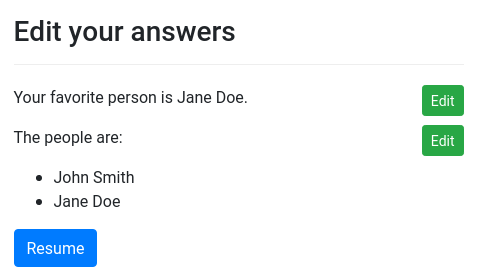 Edit your answers
Your favorite person is Jane Doe.
Edit
The people are:
Edit
John Smith
Jane Doe
Resume